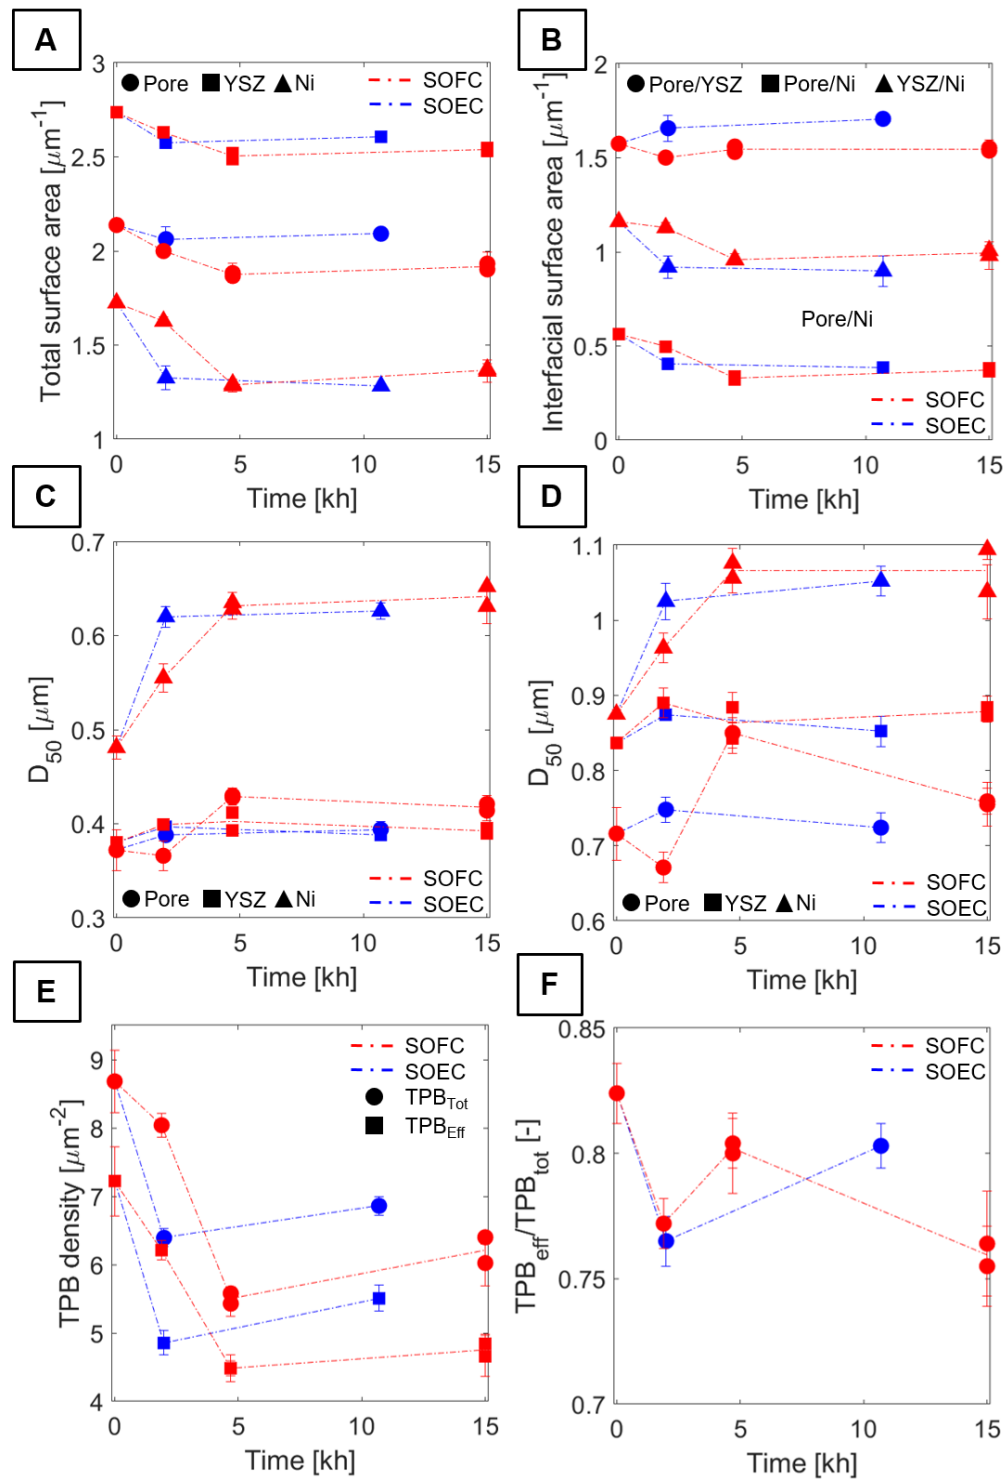 A
B
3
Pore YSZ Ni
SOFC
SOEC
2.5
2
1.5
1
Total surface area [μm⁻¹]
0 5 10 15
Time [kh]
2
Pore/YSZ Pore/Ni YSZ/Ni
1.5
1
0.5
0
Pore/Ni
SOFC
SOEC
Interfacial surface area [μm⁻¹]
0 5 10 15
Time [kh]
C
D
0.7
0.6
0.5
0.4
0.3
D₅₀ [μm]
SOFC
Pore YSZ Ni
SOEC
0 5 10 15
Time [kh]
1.1
1
0.9
0.8
0.7
0.6
D₅₀ [μm]
SOFC
Pore YSZ Ni
SOEC
0 5 10 15
Time [kh]
E
F
9
8
7
6
5
4
TPB density [μm⁻²]
SOFC
SOEC
TPB_Tot
TPB_Eff
0 5 10 15
Time [kh]
0.85
0.8
0.75
0.7
TPB_eff/TPB_tot [-]
SOFC
SOEC
0 5 10 15
Time [kh]